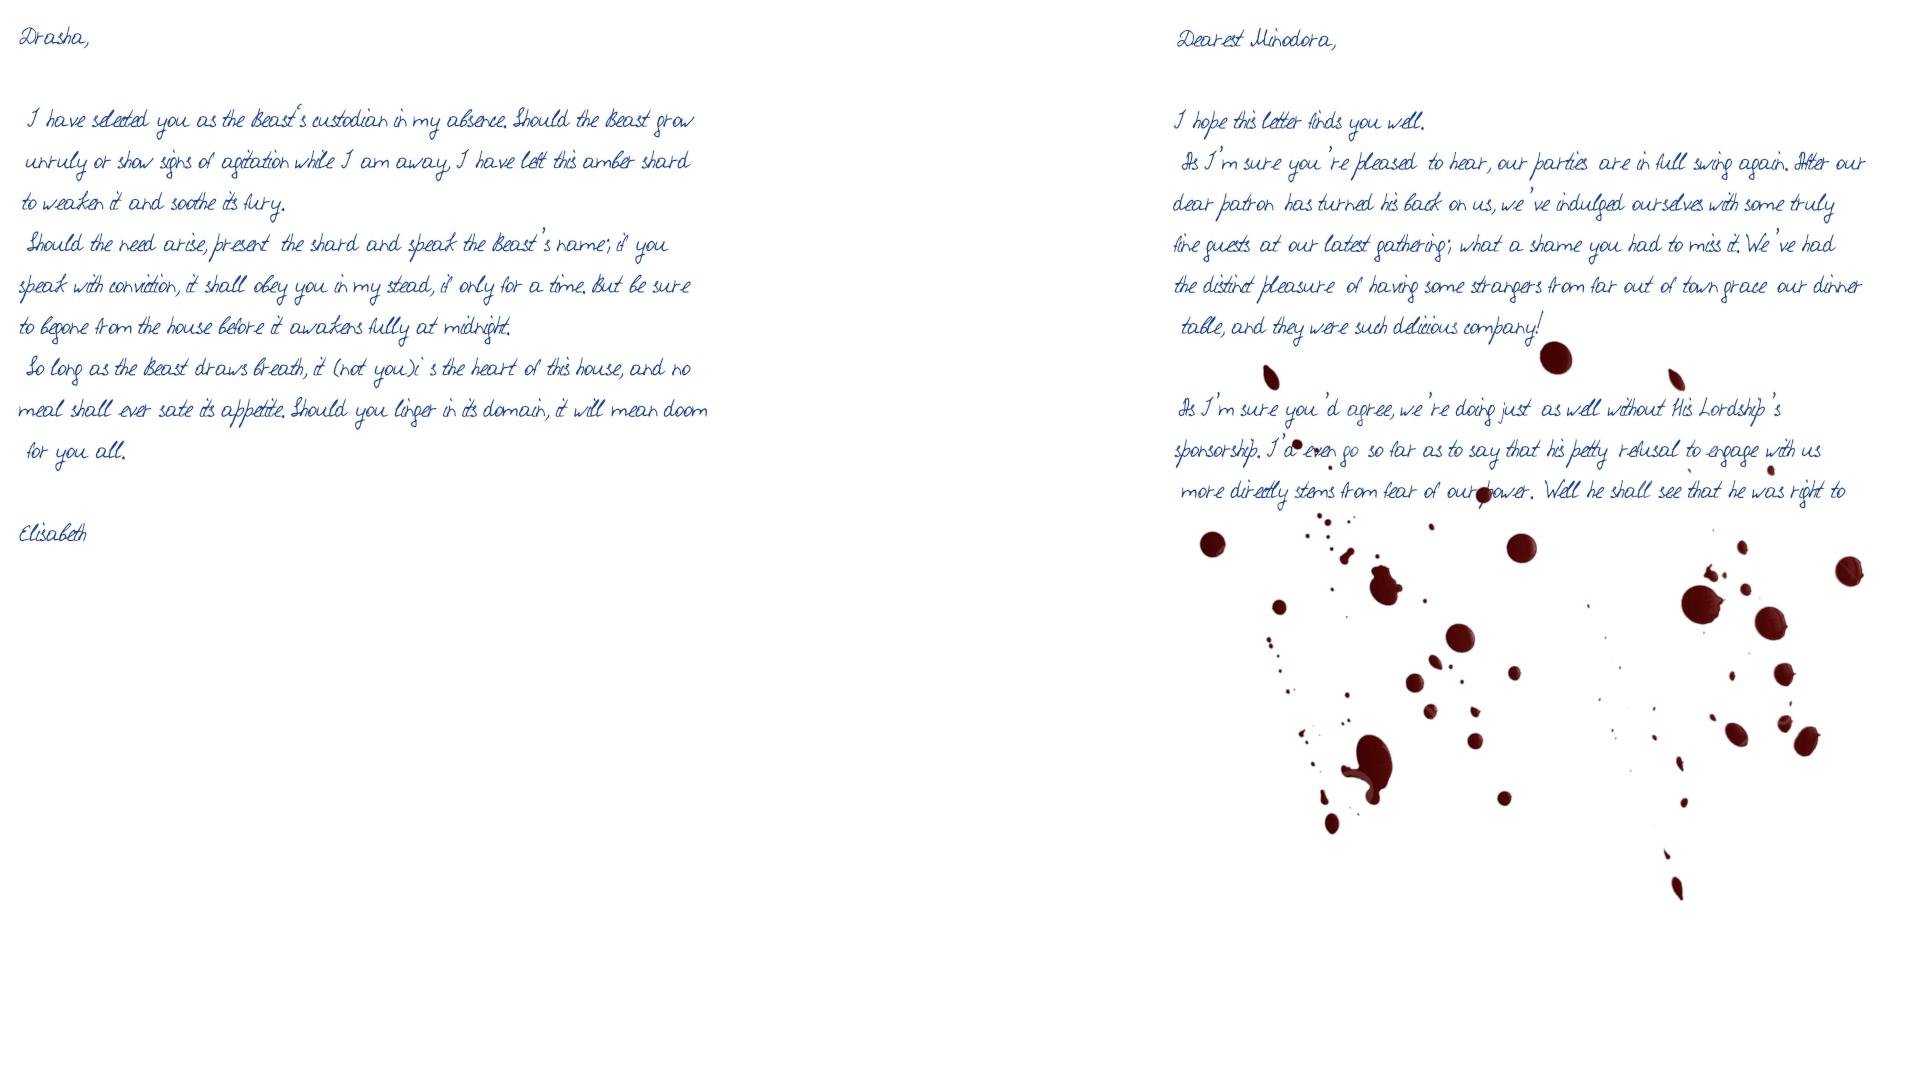 Drasha,
I have selected you as the Beast's custodian in my absence. Should the Beast grow
unruly or show signs of agitation while I am away, I have left this amber shard
to weaken it and soothe its fury.
Should the need arise, present the shard and speak the Beast's name; if you
speak with conviction, it shall obey you in my stead, if only for a time. But be sure
to begone from the house before it awakens fully at midnight.
So long as the Beast draws breath, it (not you)i s the heart of this house, and no
meal shall ever sate its appetite. Should you linger in its domain, it will mean doom
for you all.
Elisabeth
Dearest Minodora,
I hope this letter finds you well.
As I'm sure you're pleased to hear, our parties are in full swing again. After our
dear patron has turned his back on us, we've indulged ourselves with some truly
fine guests at our latest gathering; what a shame you had to miss it. We've had
the distinct pleasure of having some strangers from far out of town grace our dinner
table, and they were such delicious company!
As I'm sure you'd agree, we're doing just as well without His Lordship's
sponsorship. I'd even go so far as to say that his petty refusal to engage with us
more directly stems from fear of our power. Well he shall see that he was right to